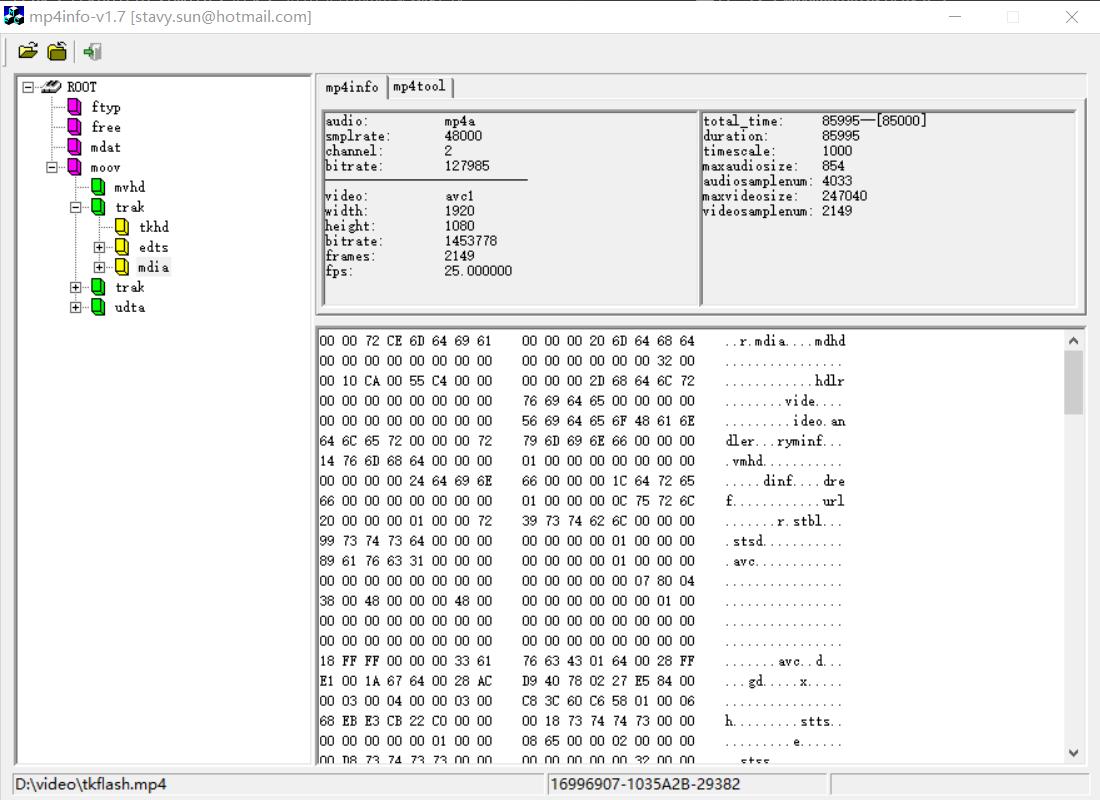 mp4info-v1.7 [stavy.sun@hotmail.com]
ROOT
ftyp
free
mdat
moov
mvhd
trak
tkhd
edts
mdia
trak
udta
mp4info mp4tool
audio: mp4a
smplrate: 48000
channel: 2
bitrate: 127985
video: avc1
width: 1920
height: 1080
bitrate: 1453778
frames: 2149
fps: 25.000000
total_time: 85995--[85000]
duration: 85995
timescale: 1000
maxaudiosize: 854
audiosamplenum: 4033
maxvideosize: 247040
videosamplenum: 2149
00 00 72 CE 6D 64 69 61 00 00 00 20 6D 64 68 64 ..r.mdia....mdhd
00 00 00 00 00 00 00 00 00 00 00 00 00 00 32 00 ................
00 10 CA 00 55 C4 00 00 00 00 00 2D 68 64 6C 72 ............hdlr
00 00 00 00 00 00 00 00 76 69 64 65 00 00 00 00 ........vide....
00 00 00 00 00 00 00 00 56 69 64 65 6F 48 61 6E .........ideo.an
64 6C 65 72 00 00 00 72 79 6D 69 6E 66 00 00 00 dler...ryminf...
14 76 6D 68 64 00 00 00 01 00 00 00 00 00 00 00 .vmhd...........
00 00 00 00 24 64 69 6E 66 00 00 00 1C 64 72 65 .....dinf....dre
66 00 00 00 00 00 00 00 01 00 00 00 0C 75 72 6C f............url
20 00 00 00 01 00 00 72 39 73 74 62 6C 00 00 00 .......r.stbl...
99 73 74 73 64 00 00 00 00 00 00 00 01 00 00 00 .stsd...........
89 61 76 63 31 00 00 00 00 00 00 00 01 00 00 00 .avc............
00 00 00 00 00 00 00 00 00 00 00 00 00 07 80 04 ................
38 00 48 00 00 00 48 00 00 00 00 00 00 00 01 00 ................
00 00 00 00 00 00 00 00 00 00 00 00 00 00 00 00 ................
00 00 00 00 00 00 00 00 00 00 00 00 00 00 00 00 ................
18 FF FF 00 00 00 33 61 76 63 43 01 64 00 28 FF .......avc..d...
E1 00 1A 67 64 00 28 AC D9 40 78 02 27 E5 84 00 ...gd.....x.....
00 03 00 04 00 00 03 00 C8 3C 60 C6 58 01 00 06 ................
68 EB E3 CB 22 C0 00 00 00 18 73 74 74 73 00 00 h.........stts..
00 00 00 00 00 01 00 00 08 65 00 00 02 00 00 00 .........e......
00 D8 73 74 73 73 00 00 00 00 00 00 00 32 00 00 ..stss..........
D:\video\tkflash.mp4
16996907-1035A2B-29382